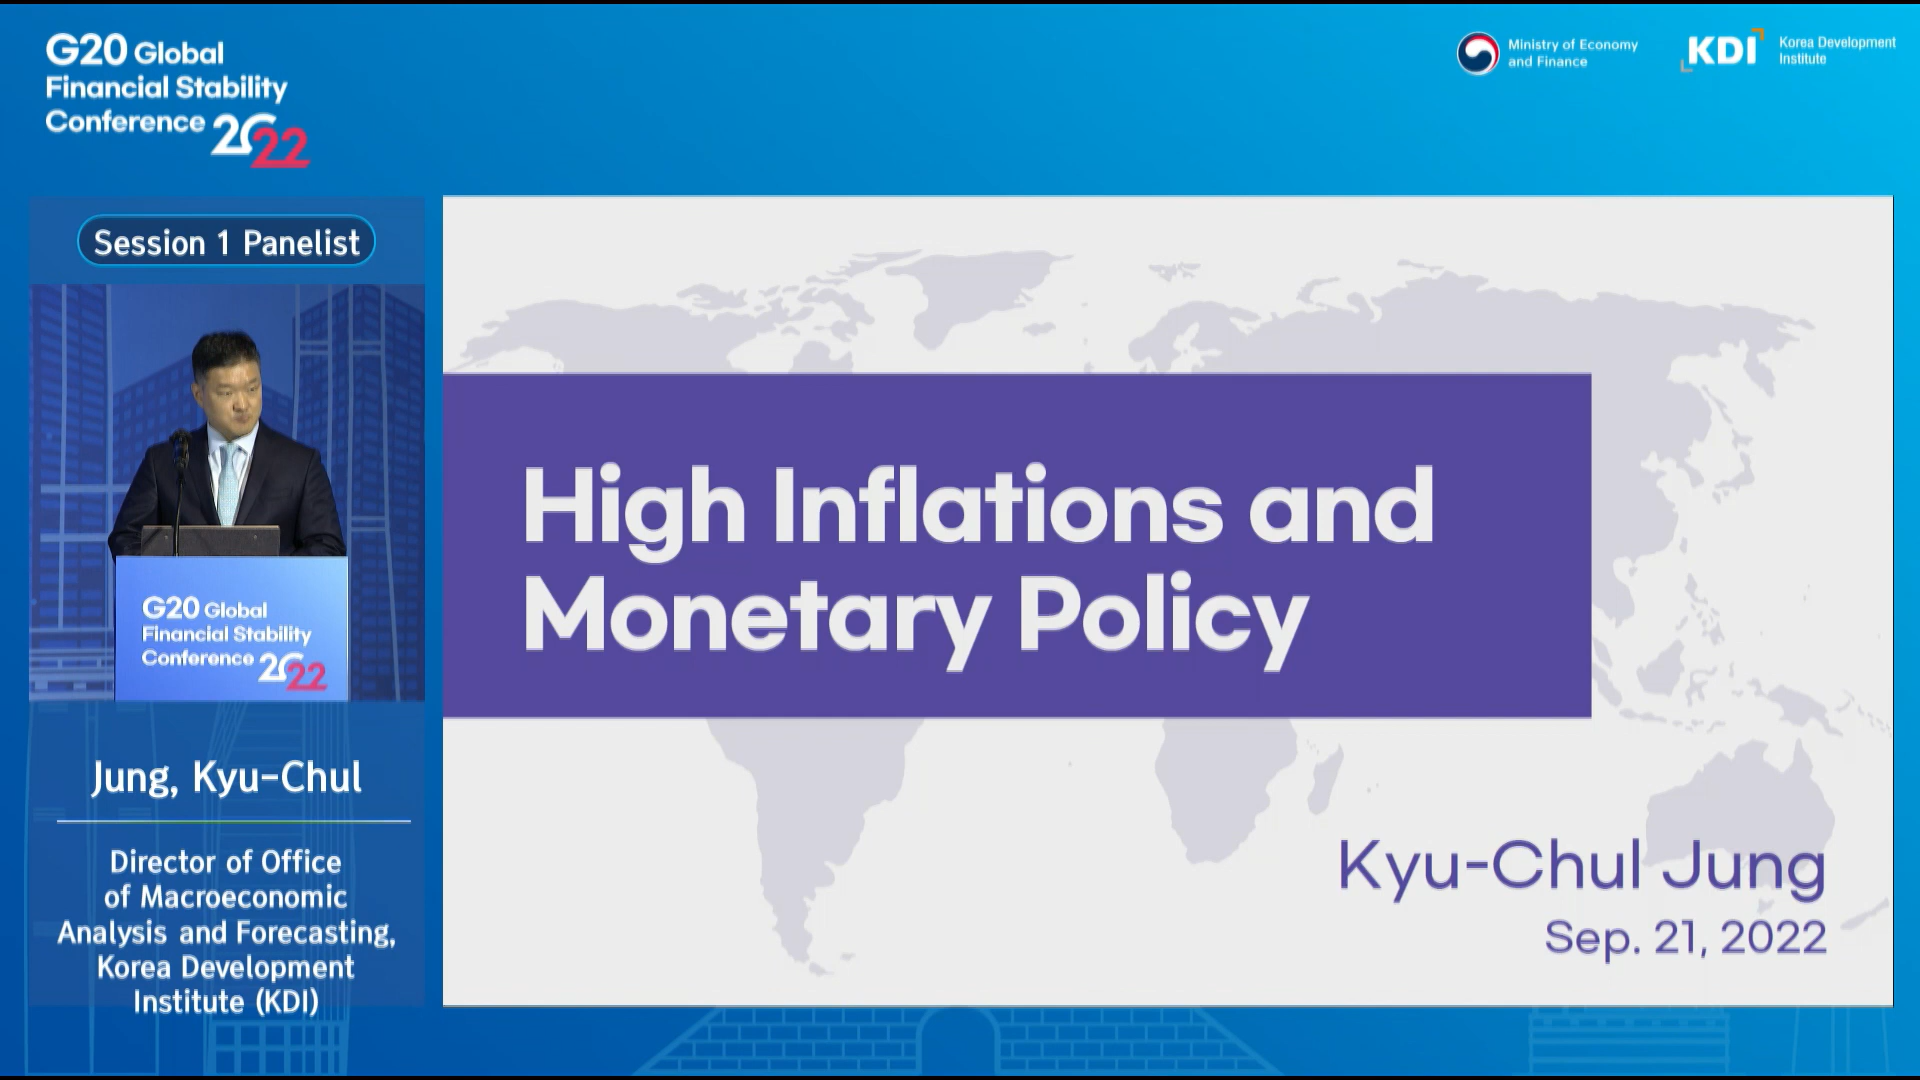 G20 Global
Financial Stability
Conference 2022
Ministry of Economy
and Finance
KDI
Korea Development
Institute
Session 1 Panelist
G20 Global
Financial Stability
Conference 2022
Jung, Kyu-Chul
Director of Office
of Macroeconomic
Analysis and Forecasting,
Korea Development
Institute (KDI)
High Inflations and
Monetary Policy
Kyu-Chul Jung
Sep. 21, 2022